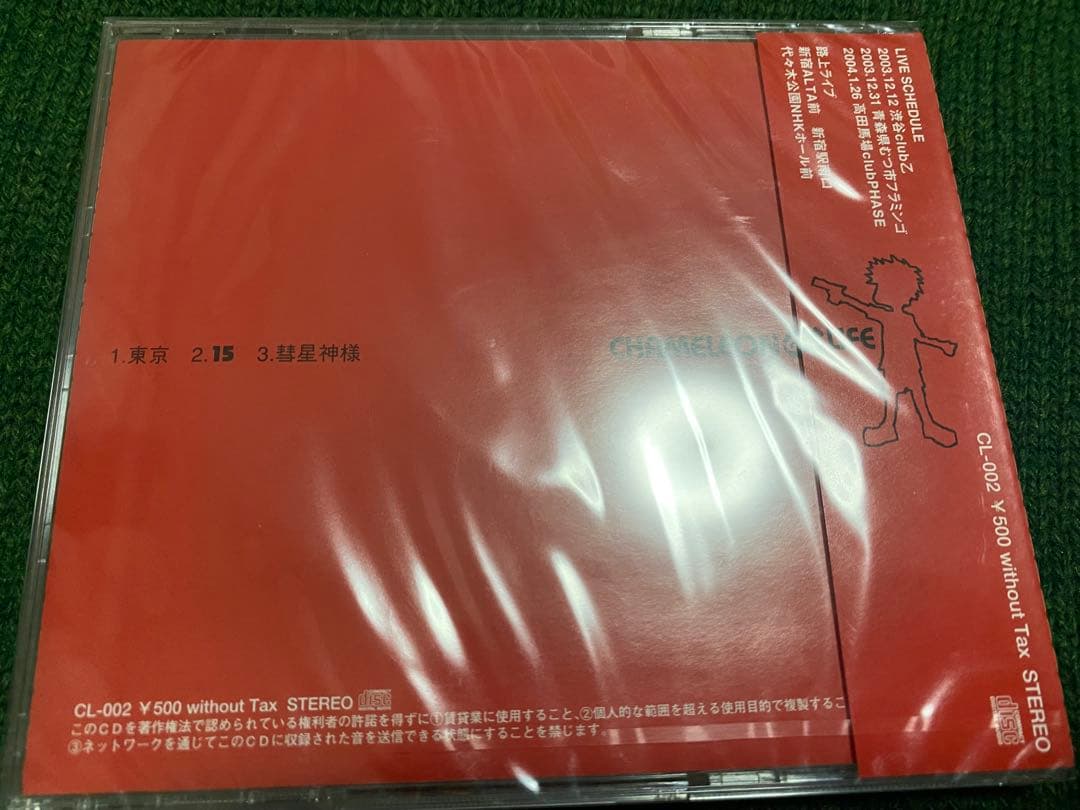 1.東京 2.15 3.彗星神様
CHAMELEON LIFE
CL-002 ¥500 without Tax STEREO disc
このCDを著作権法で認められている権利者の許諾を得ずに①賃貸業に使用すること、②個人的な範囲を超える使用目的で複製するこ
③ネットワークを通じてこのCDに収録された音を送信できる状態にすることを禁じます。
LIVE SCHEDULE
2003.12.12 渋谷clubZ
2003.12.31 青森県むつ市フラミンゴ
2004.1.26 高田馬場clubPHASE
路上ライブ
新宿ALTA前 新宿駅南口
代々木公園NHKホール前
CL-002 ¥500 without Tax STEREO disc